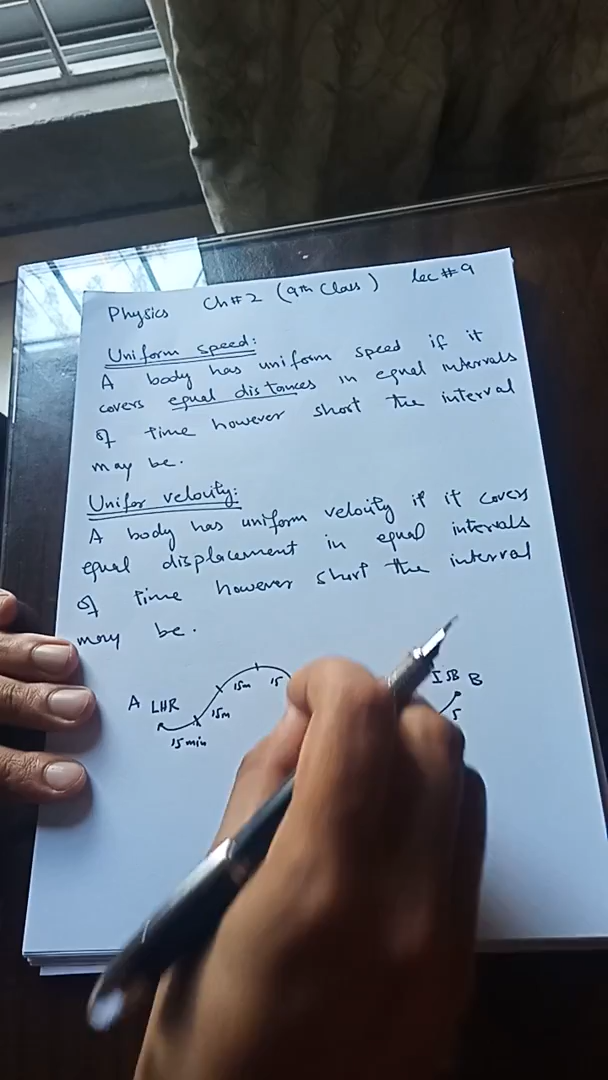 Physics Ch#2 (9th Class) Lec #9
Uniform speed:
A body has uniform speed if it
covers equal distances in equal intervals
of time however short the interval
may be.
Unifor velocity:
A body has uniform velocity if it covers
equal displacement in equal intervals
of time however short the interval
may be.
A LHR
15 min
15m
15m
15
ISB B
5